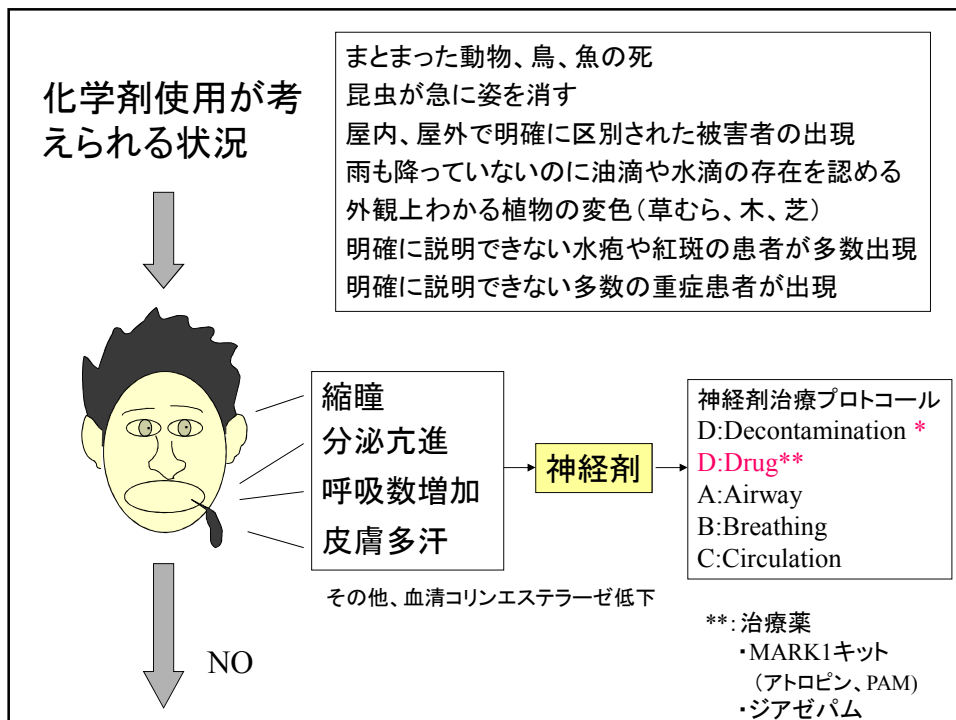 化学剤使用が考
えられる状況
まとまった動物、鳥、魚の死
昆虫が急に姿を消す
屋内、屋外で明確に区別された被害者の出現
雨も降っていないのに油滴や水滴の存在を認める
外観上わかる植物の変色(草むら、木、芝)
明確に説明できない水疱や紅斑の患者が多数出現
明確に説明できない多数の重症患者が出現
縮瞳
分泌亢進
呼吸数増加
皮膚多汗
その他、血清コリンエステラーゼ低下
神経剤
神経剤治療プロトコール
D:Decontamination *
D:Drug**
A:Airway
B:Breathing
C:Circulation
**:治療薬
・MARK1キット
(アトロピン、PAM)
・ジアゼパム
NO